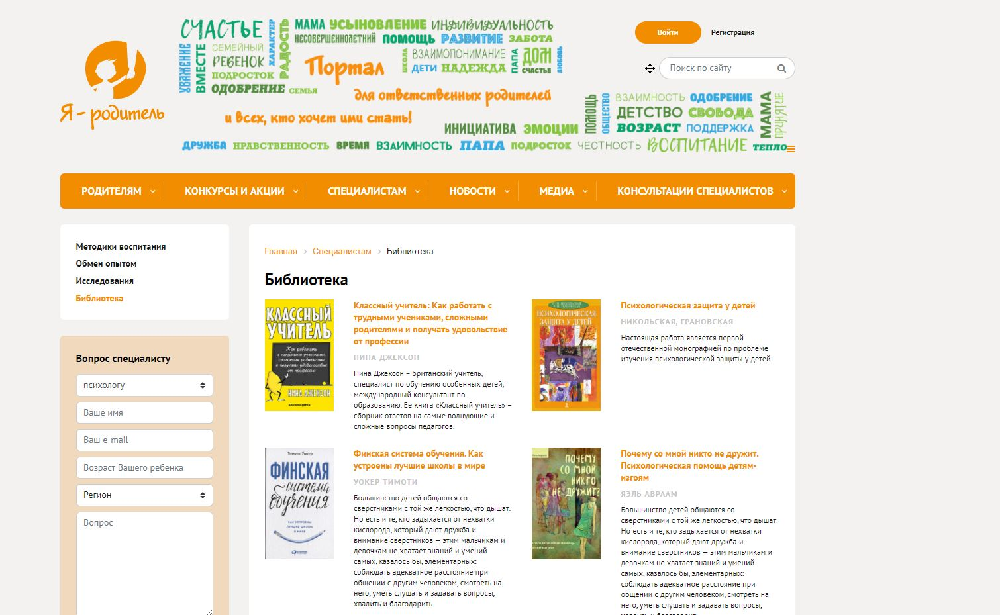 СЧАСТЬЕ
ХАРАКТЕР
РАДОСТЬ
МАМА УСЫНОВЛЕНИЕ ИНДИВИДУАЛЬНОСТЬ
НЕСОВЕРШЕННОЛЕТНИЙ ПОМОЩЬ РАЗВИТИЕ ЗАБОТА
УВАЖЕНИЕ
ВМЕСТЕ
СЕМЕЙНЫЙ
РЕБЕНОК
ПОДРОСТОК
ОДОБРЕНИЕ СЕМЬЯ
ШКОЛА
ВЗАИМОПОНИМАНИЕ
ДЕТИ НАДЕЖДА
ПАПА
ДОМ
СЧАСТЬЕ
ЛЮБОВЬ
Портал
для ответственных родителей
и всех, кто хочет ими стать!
Я - родитель
Войти
Регистрация
Поиск по сайту
ПОМОЩЬ
ОБЩЕСТВО
ВЗАИМНОСТЬ ОДОБРЕНИЕ
ДЕТСТВО СВОБОДА
ВОЗРАСТ ПОДДЕРЖКА
МАМА
ПРИНЯТИЕ
ИНИЦИАТИВА ЭМОЦИИ
ДРУЖБА НРАВСТВЕННОСТЬ ВРЕМЯ ВЗАИМНОСТЬ ПАПА ПОДРОСТОК ЧЕСТНОСТЬ ВОСПИТАНИЕ ТЕПЛО
РОДИТЕЛЯМ КОНКУРСЫ И АКЦИИ СПЕЦИАЛИСТАМ НОВОСТИ МЕДИА КОНСУЛЬТАЦИИ СПЕЦИАЛИСТОВ
Методики воспитания
Обмен опытом
Исследования
Библиотека
Вопрос специалисту
психологу
Ваше имя
Ваш e-mail
Возраст Вашего ребенка
Регион
Вопрос
Главная > Специалистам > Библиотека
Библиотека
КЛАССНЫЙ
УЧИТЕЛЬ
Как работать
с трудными учениками,
сложными родителями
и получать удовольствие
от профессии
НИНА ДЖЕКСОН
Классный учитель: Как работать с
трудными учениками, сложными
родителями и получать удовольствие
от профессии
НИНА ДЖЕКСОН
Нина Джексон – британский учитель,
специалист по обучению особенных детей,
международный консультант по
образованию. Ее книга «Классный учитель» –
сборник ответов на самые волнующие и
сложные вопросы педагогов.
ПСИХОЛОГИЧЕСКАЯ
ЗАЩИТА У ДЕТЕЙ
Психологическая защита у детей
НИКОЛЬСКАЯ, ГРАНОВСКАЯ
Настоящая работа является первой
отечественной монографией по проблеме
изучения психологической защиты у детей.
Тимоти Уокер
ФИНСКАЯ
система
обучения
КАК УСТРОЕНЫ
ЛУЧШИЕ ШКОЛЫ
В МИРЕ
Финская система обучения. Как
устроены лучшие школы в мире
УОКЕР ТИМОТИ
Большинство детей общаются со
сверстниками с той же легкостью, что дышат.
Но есть и те, кто задыхается от нехватки
кислорода, который дают дружба и
внимание сверстников — этим мальчикам и
девочкам не хватает знаний и умений
самых, казалось бы, элементарных:
соблюдать адекватное расстояние при
общении с другим человеком, смотреть на
него, уметь слушать и задавать вопросы,
хвалить и благодарить.
ПОЧЕМУ
СО МНОЙ
НИКТО
НЕ ДРУЖИТ?
Почему со мной никто не дружит.
Психологическая помощь детям-
изгоям
ЯЭЛЬ АВРААМ
Большинство детей общаются со
сверстниками с той же легкостью, что дышат.
Но есть и те, кто задыхается от нехватки
кислорода, который дают дружба и
внимание сверстников — этим мальчикам и
девочкам не хватает знаний и умений
самых, казалось бы, элементарных:
соблюдать адекватное расстояние при
общении с другим человеком, смотреть на
него, уметь слушать и задавать вопросы,